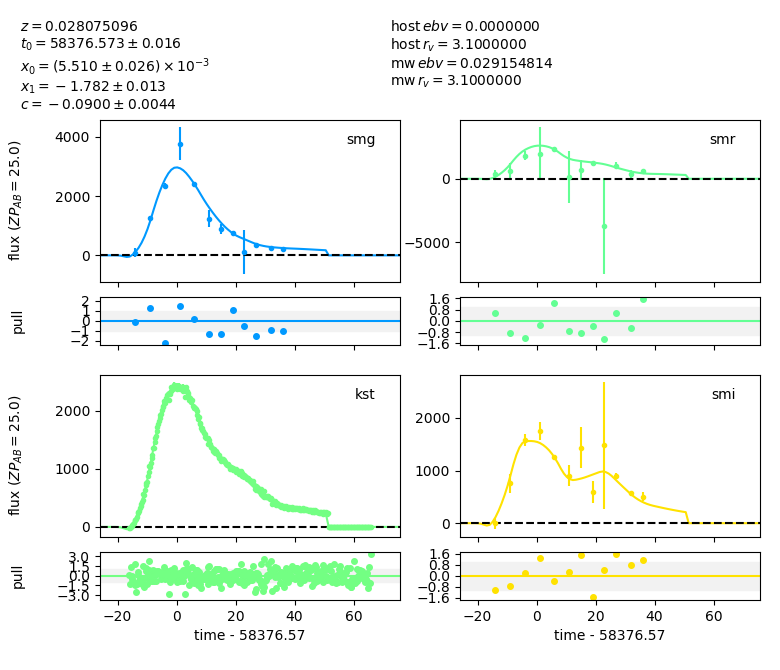 z = 0.028075096
t₀ = 58376.573 ± 0.016
x₀ = (5.510 ± 0.026) × 10⁻³
x₁ = −1.782 ± 0.013
c = −0.0900 ± 0.0044
host ebv = 0.0000000
host r_v = 3.1000000
mw ebv = 0.029154814
mw r_v = 3.1000000
smg
4000
2000
0
flux (ZP_AB = 25.0)
smr
0
−5000
2
1
0
−1
−2
pull
1.6
0.8
0.0
−0.8
−1.6
kst
2000
1000
0
flux (ZP_AB = 25.0)
smi
2000
1000
0
3.0
1.5
0.0
−1.5
−3.0
pull
−20 0 20 40 60
time - 58376.57
1.6
0.8
0.0
−0.8
−1.6
−20 0 20 40 60
time - 58376.57